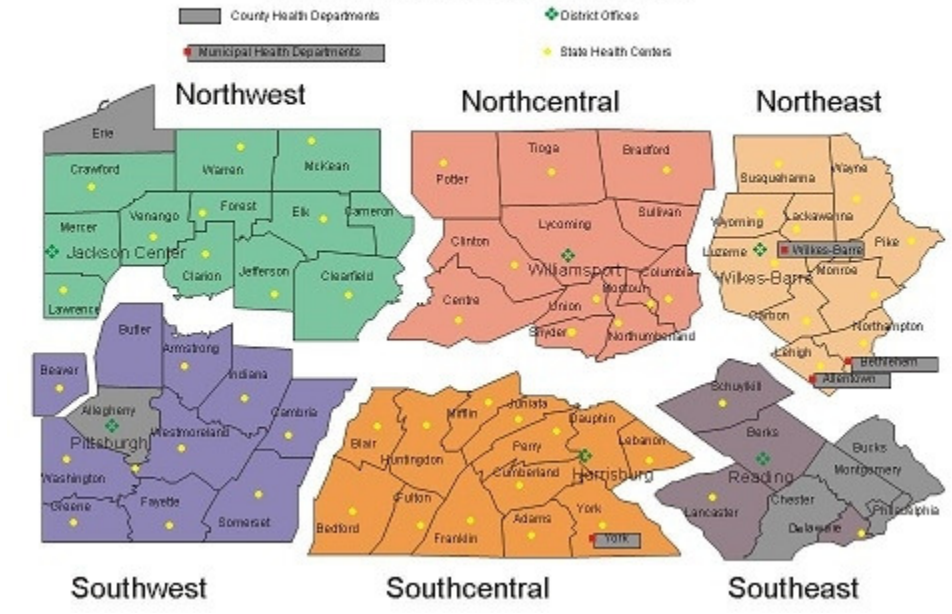 County Health Departments
District Offices
Municipal Health Departments
State Health Centers
Northwest
Northcentral
Northeast
Erie
Crawford
Warren
McKean
Mercer
Venango
Forest
Elk
Cameron
Jackson Center
Clarion
Jefferson
Clearfield
Lawrence
Potter
Tioga
Bradford
Clinton
Lycoming
Sullivan
Williamsport
Columbia
Montour
Centre
Union
Snyder
Northumberland
Susquehanna
Wayne
Wyoming
Lackawanna
Luzerne
Wilkes-Barre
Pike
Wilkes-Barre
Monroe
Carbon
Northampton
Lehigh
Bethlehem
Allentown
Butler
Armstrong
Beaver
Indiana
Allegheny
Cambria
Pittsburgh
Westmoreland
Washington
Greene
Fayette
Somerset
Mifflin
Juniata
Dauphin
Blair
Huntingdon
Perry
Lebanon
Cumberland
Harrisburg
Bedford
Fulton
Franklin
Adams
York
York
Schuylkill
Berks
Bucks
Montgomery
Reading
Lancaster
Chester
Philadelphia
Delaware
Southwest
Southcentral
Southeast